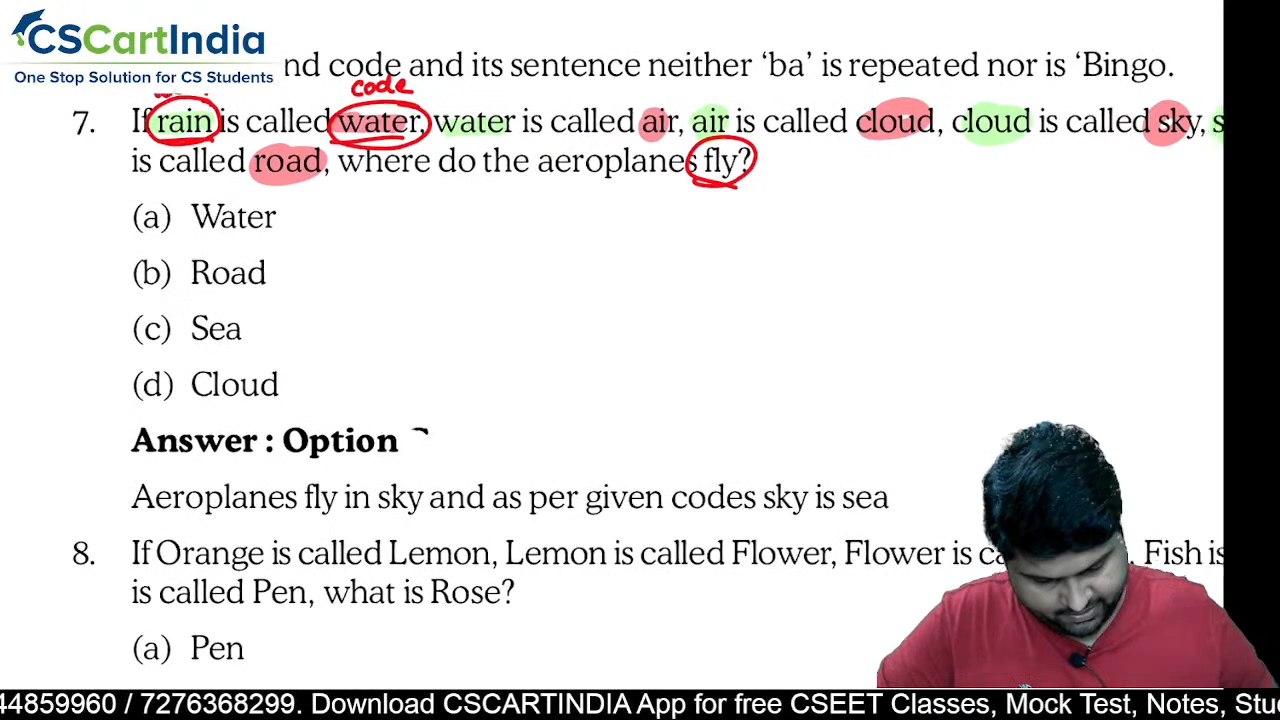 CSCartIndia
One Stop Solution for CS Students
nd code and its sentence neither ‘ba’ is repeated nor is ‘Bingo.
code
7. If rain is called water, water is called air, air is called cloud, cloud is called sky, s
is called road, where do the aeroplanes fly?
(a) Water
(b) Road
(c) Sea
(d) Cloud
Answer : Option
Aeroplanes fly in sky and as per given codes sky is sea
8. If Orange is called Lemon, Lemon is called Flower, Flower is ca Fish is
is called Pen, what is Rose?
(a) Pen
44859960 / 7276368299. Download CSCARTINDIA App for free CSEET Classes, Mock Test, Notes, Stu